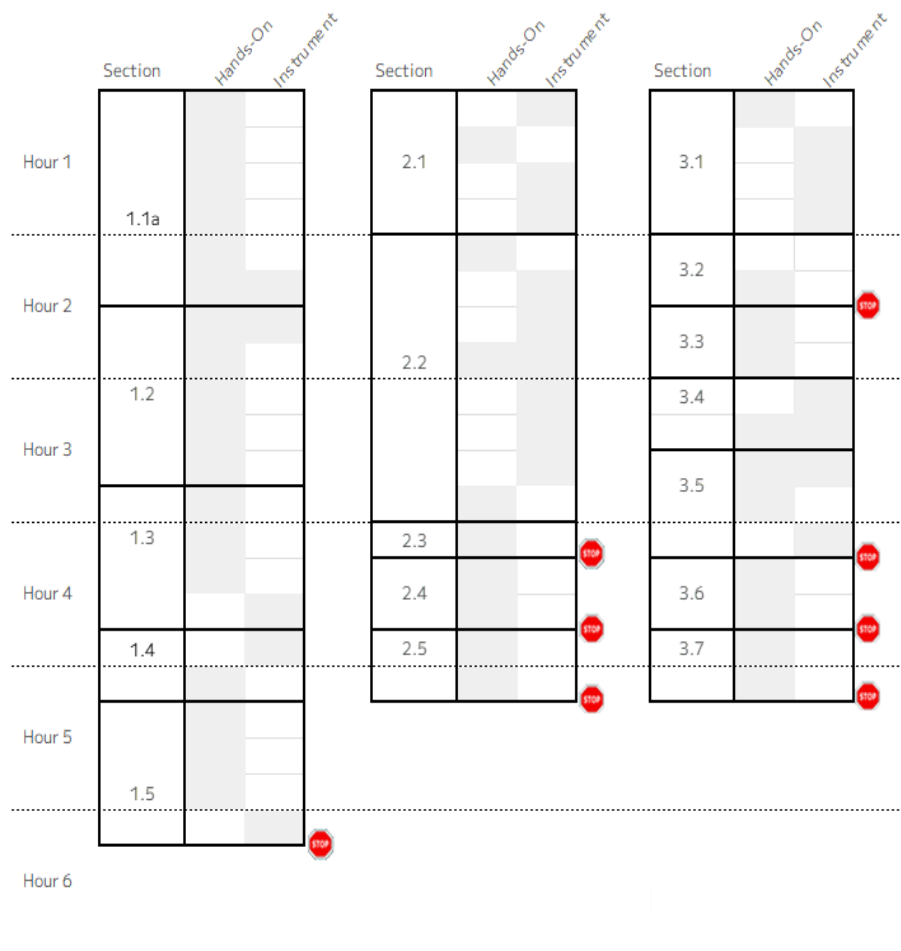 Section Hands-On Instrument Section Hands-On Instrument Section Hands-On Instrument
Hour 1 2.1 3.1
1.1a
3.2
Hour 2 STOP
3.3
2.2
1.2 3.4
Hour 3
3.5
1.3 2.3
STOP STOP
Hour 4 2.4 3.6
STOP STOP
1.4 2.5 3.7
STOP STOP
Hour 5
1.5
STOP
Hour 6